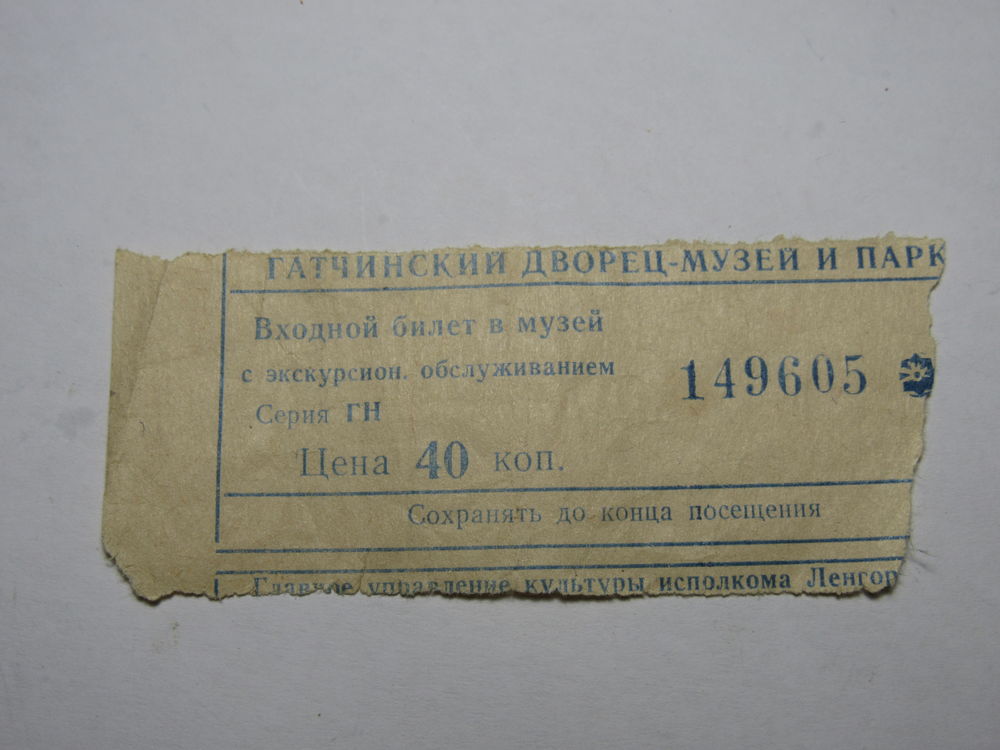 ГАТЧИНСКИЙ ДВОРЕЦ-МУЗЕЙ И ПАРК
Входной билет в музей
с экскурсион. обслуживанием
149605
Серия ГН
Цена 40 коп.
Сохранять до конца посещения
Главное управление культуры исполкома Ленгор